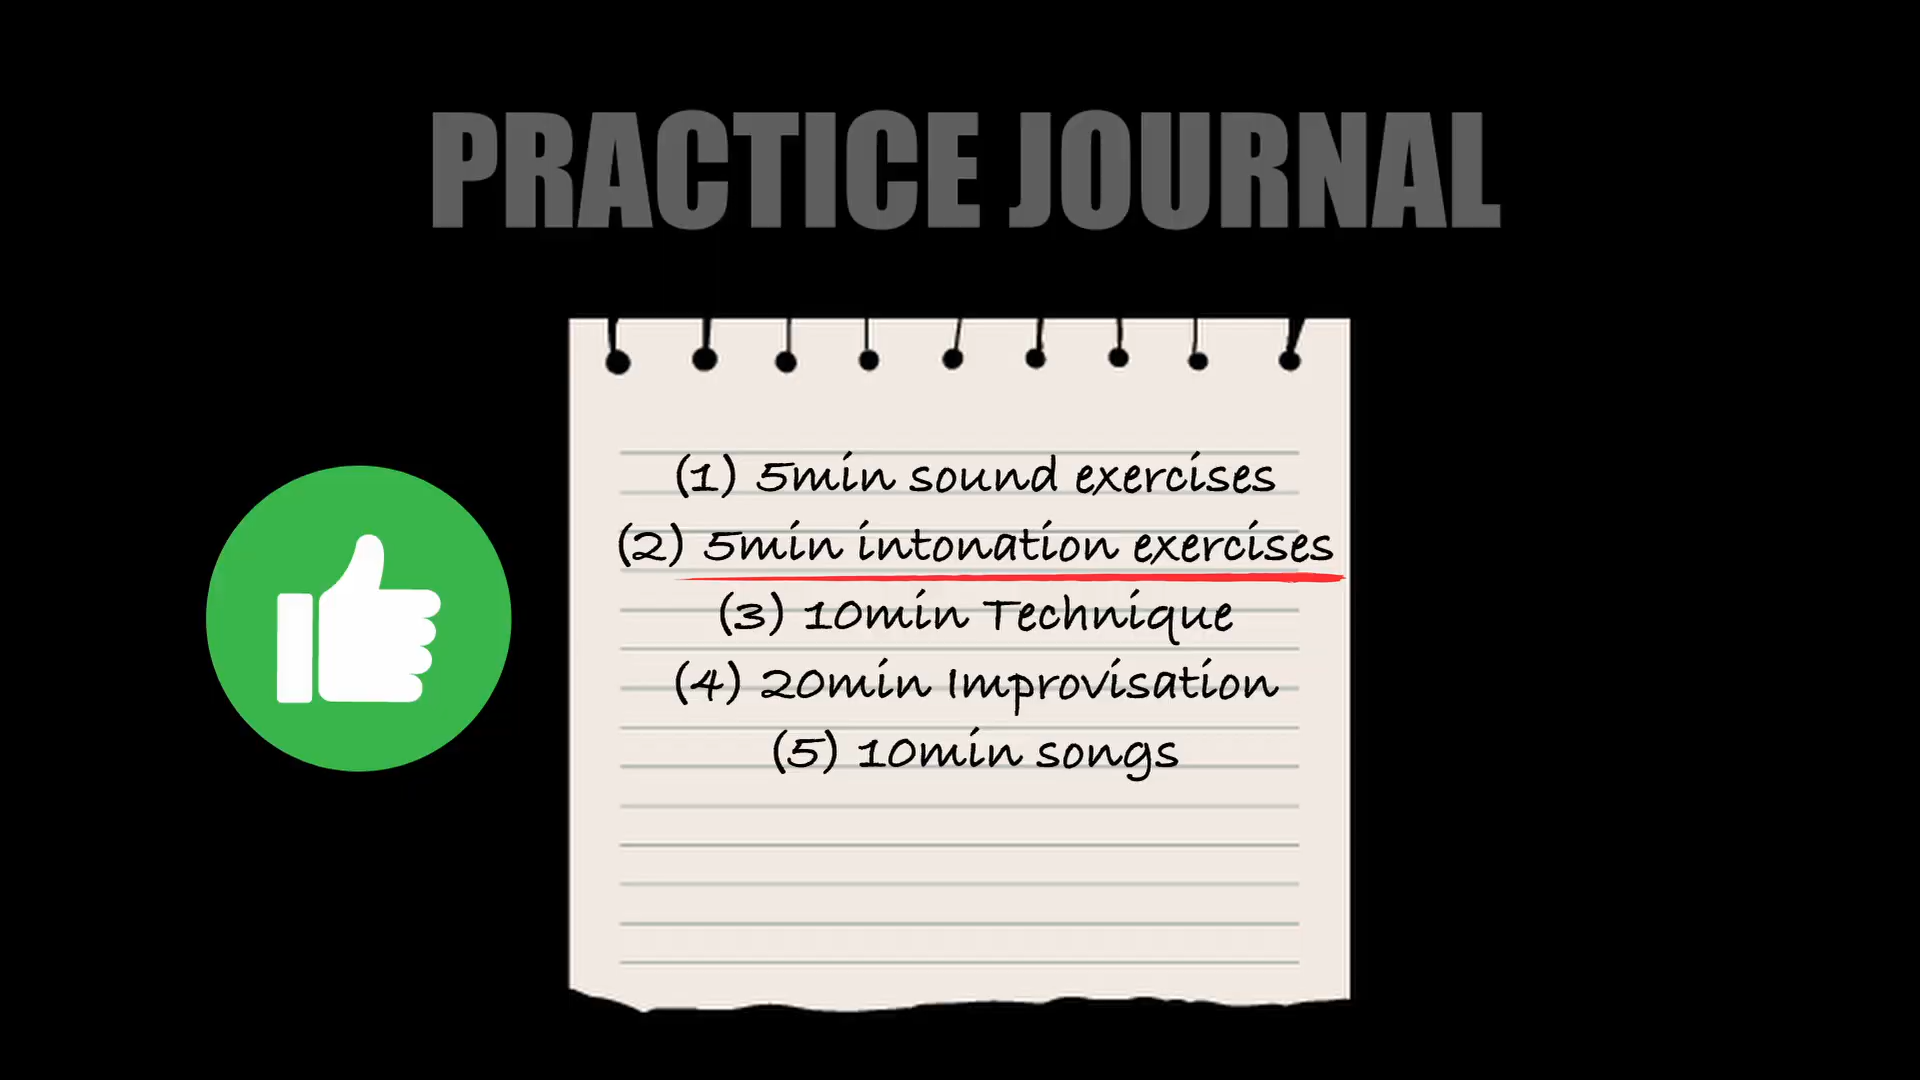 PRACTICE JOURNAL
(1) 5min sound exercises
(2) 5min intonation exercises
(3) 10min Technique
(4) 20min Improvisation
(5) 10min songs